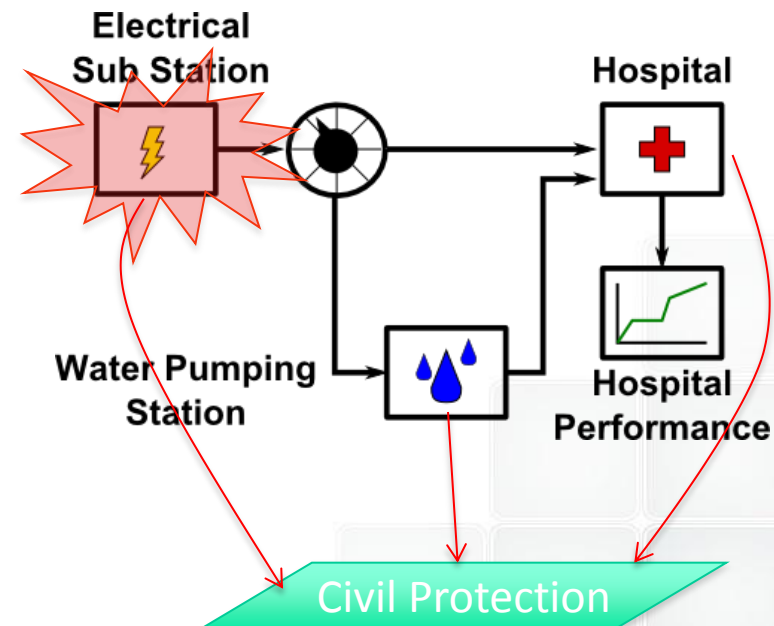 Electrical
Sub Station
Hospital
Water Pumping
Station
Hospital
Performance
Civil Protection